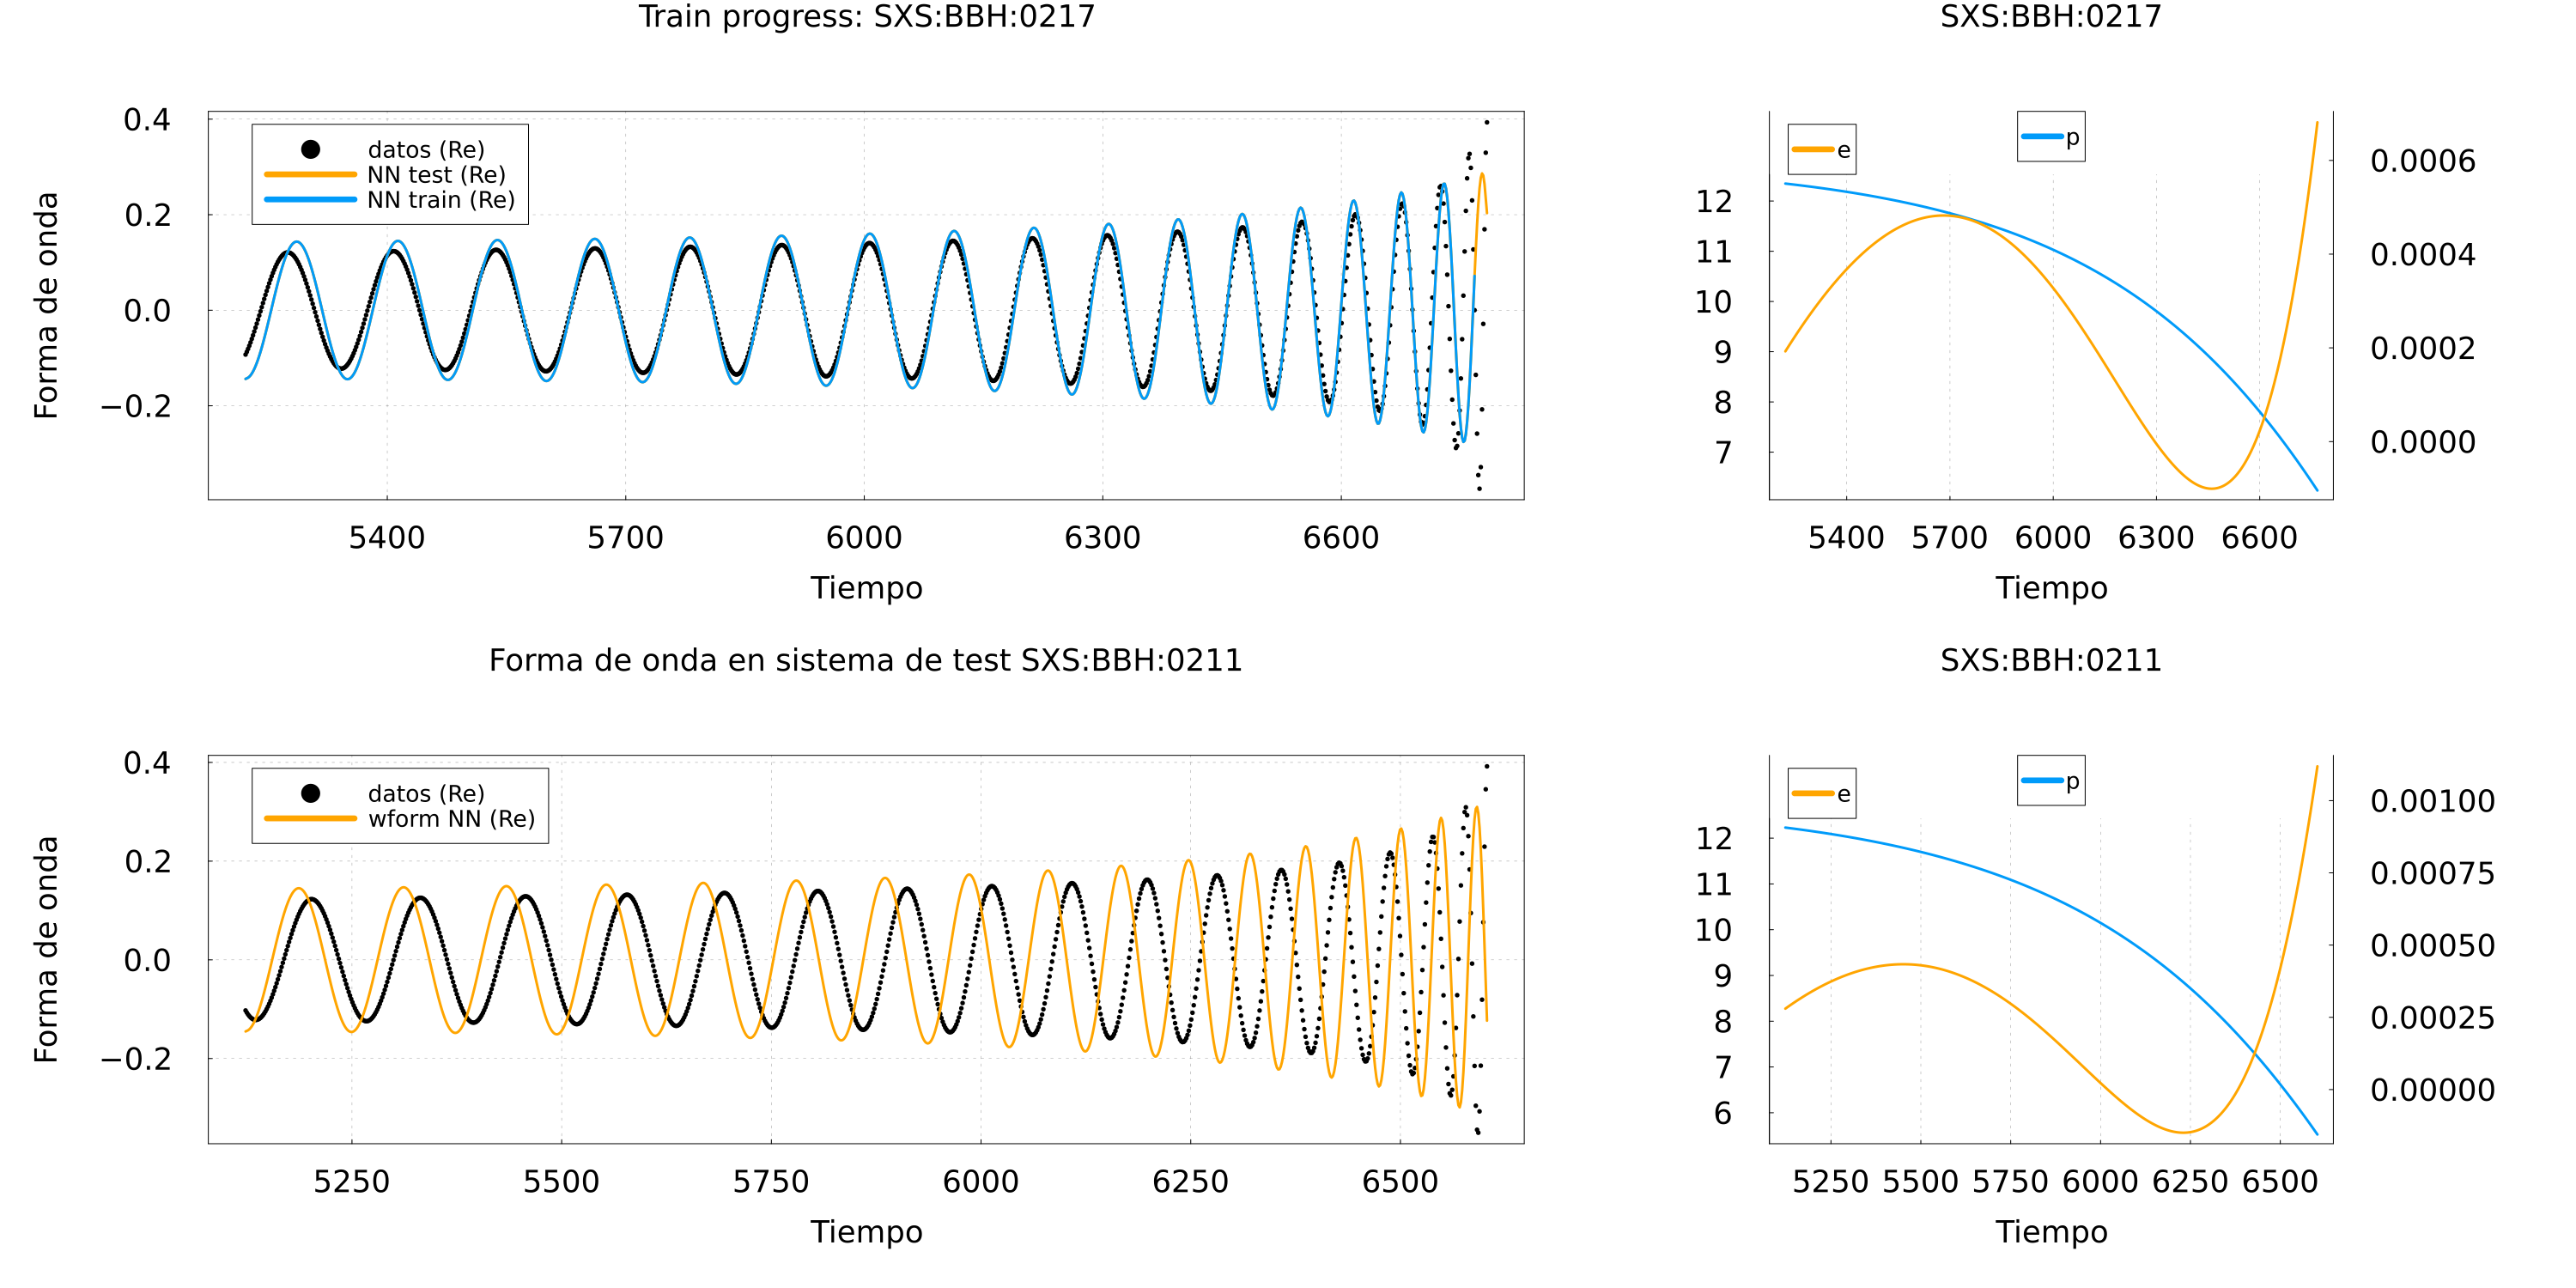 Train progress: SXS:BBH:0217
0.4
0.2
0.0
−0.2
Forma de onda
datos (Re)
NN test (Re)
NN train (Re)
5400 5700 6000 6300 6600
Tiempo
SXS:BBH:0217
e
p
12
11
10
9
8
7
0.0006
0.0004
0.0002
0.0000
5400 5700 6000 6300 6600
Tiempo
Forma de onda en sistema de test SXS:BBH:0211
0.4
0.2
0.0
−0.2
Forma de onda
datos (Re)
wform NN (Re)
5250 5500 5750 6000 6250 6500
Tiempo
SXS:BBH:0211
e
p
12
11
10
9
8
7
6
0.00100
0.00075
0.00050
0.00025
0.00000
5250 5500 5750 6000 6250 6500
Tiempo